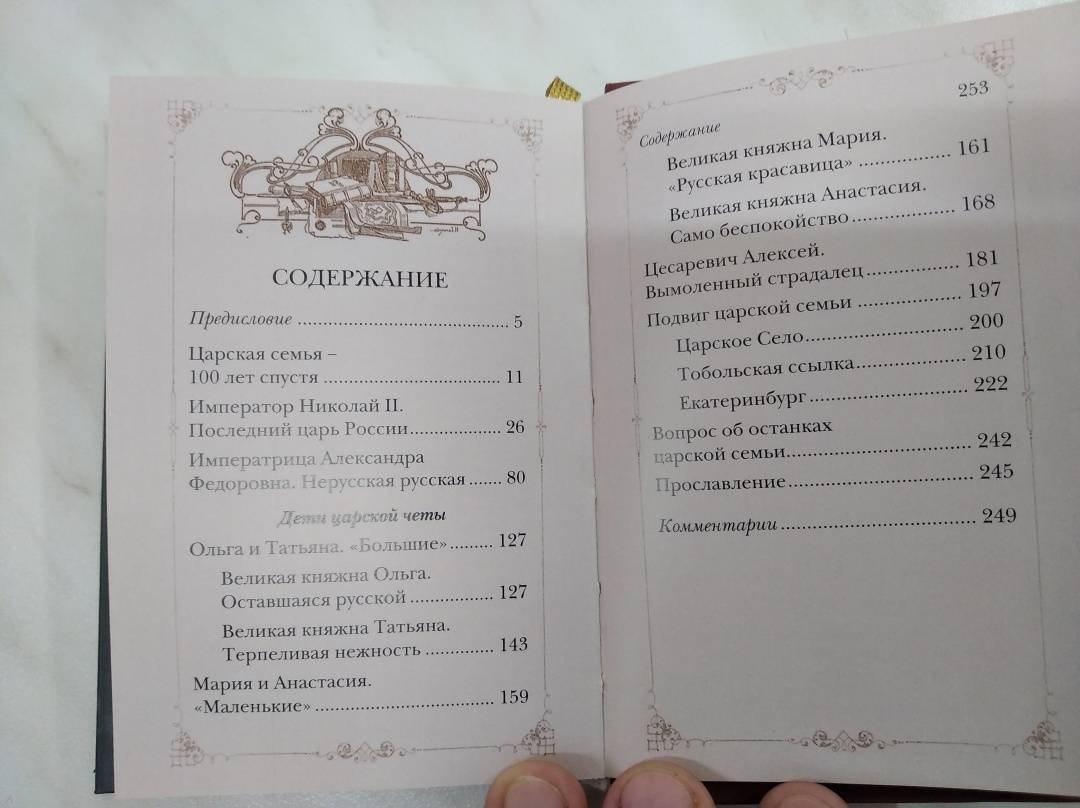 СОДЕРЖАНИЕ
Предисловие ........................................ 5
Царская семья –
100 лет спустя ................................. 11
Император Николай II.
Последний царь России................. 26
Императрица Александра
Федоровна. Нерусская русская ...... 80
Дети царской четы
Ольга и Татьяна. «Большие»........ 127
Великая княжна Ольга.
Оставшаяся русской ................ 127
Великая княжна Татьяна.
Терпеливая нежность ............. 143
Мария и Анастасия.
«Маленькие» ................................ 159
253
Содержание
Великая княжна Мария.
«Русская красавица» ................ 161
Великая княжна Анастасия.
Само беспокойство .................. 168
Цесаревич Алексей.
Вымоленный страдалец ................ 181
Подвиг царской семьи .................. 197
Царское Село............................ 200
Тобольская ссылка................... 210
Екатеринбург ........................... 222
Вопрос об останках
царской семьи................................ 242
Прославление ................................ 245
Комментарии ................................. 249